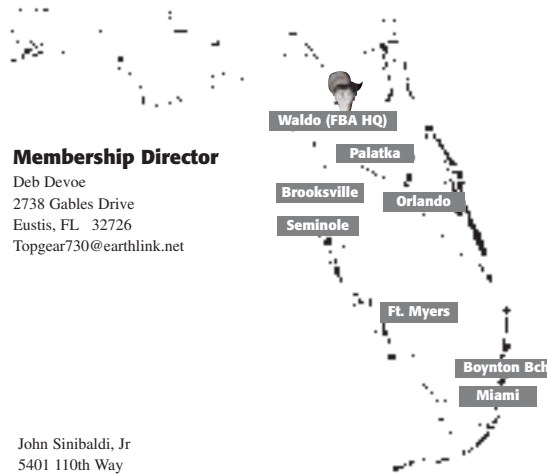 Waldo (FBA HQ)
Palatka
Brooksville
Orlando
Seminole
Ft. Myers
Boynton Bch
Miami
Membership Director
Deb Devoe
2738 Gables Drive
Eustis, FL 32726
Topgear730@earthlink.net
John Sinibaldi, Jr
5401 110th Way